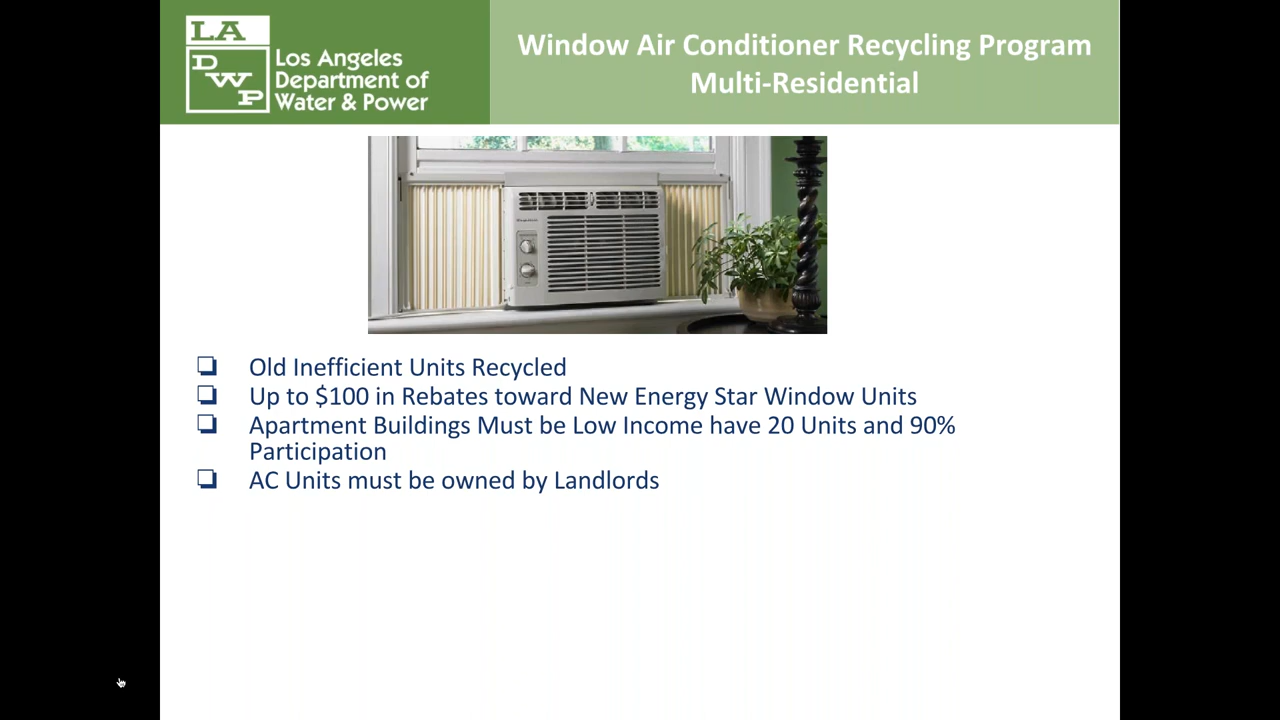 LA
DWP
Los Angeles
Department of
Water & Power
Window Air Conditioner Recycling Program
Multi-Residential
Old Inefficient Units Recycled
Up to $100 in Rebates toward New Energy Star Window Units
Apartment Buildings Must be Low Income have 20 Units and 90%
Participation
AC Units must be owned by Landlords